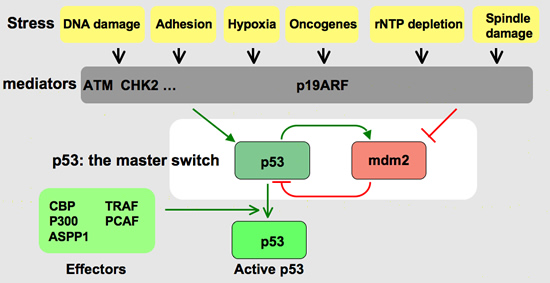 Stress
DNA damage
Adhesion
Hypoxia
Oncogenes
rNTP depletion
Spindle
damage
mediators
ATM CHK2 ...
p19ARF
p53: the master switch
p53
mdm2
CBP TRAF
P300 PCAF
ASPP1
p53
Effectors
Active p53